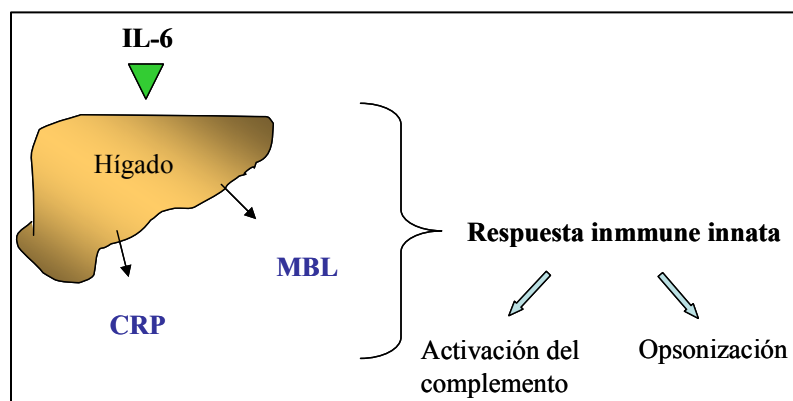 IL-6
Hígado
MBL
CRP
Respuesta inmmune innata
Activación del
complemento
Opsonización